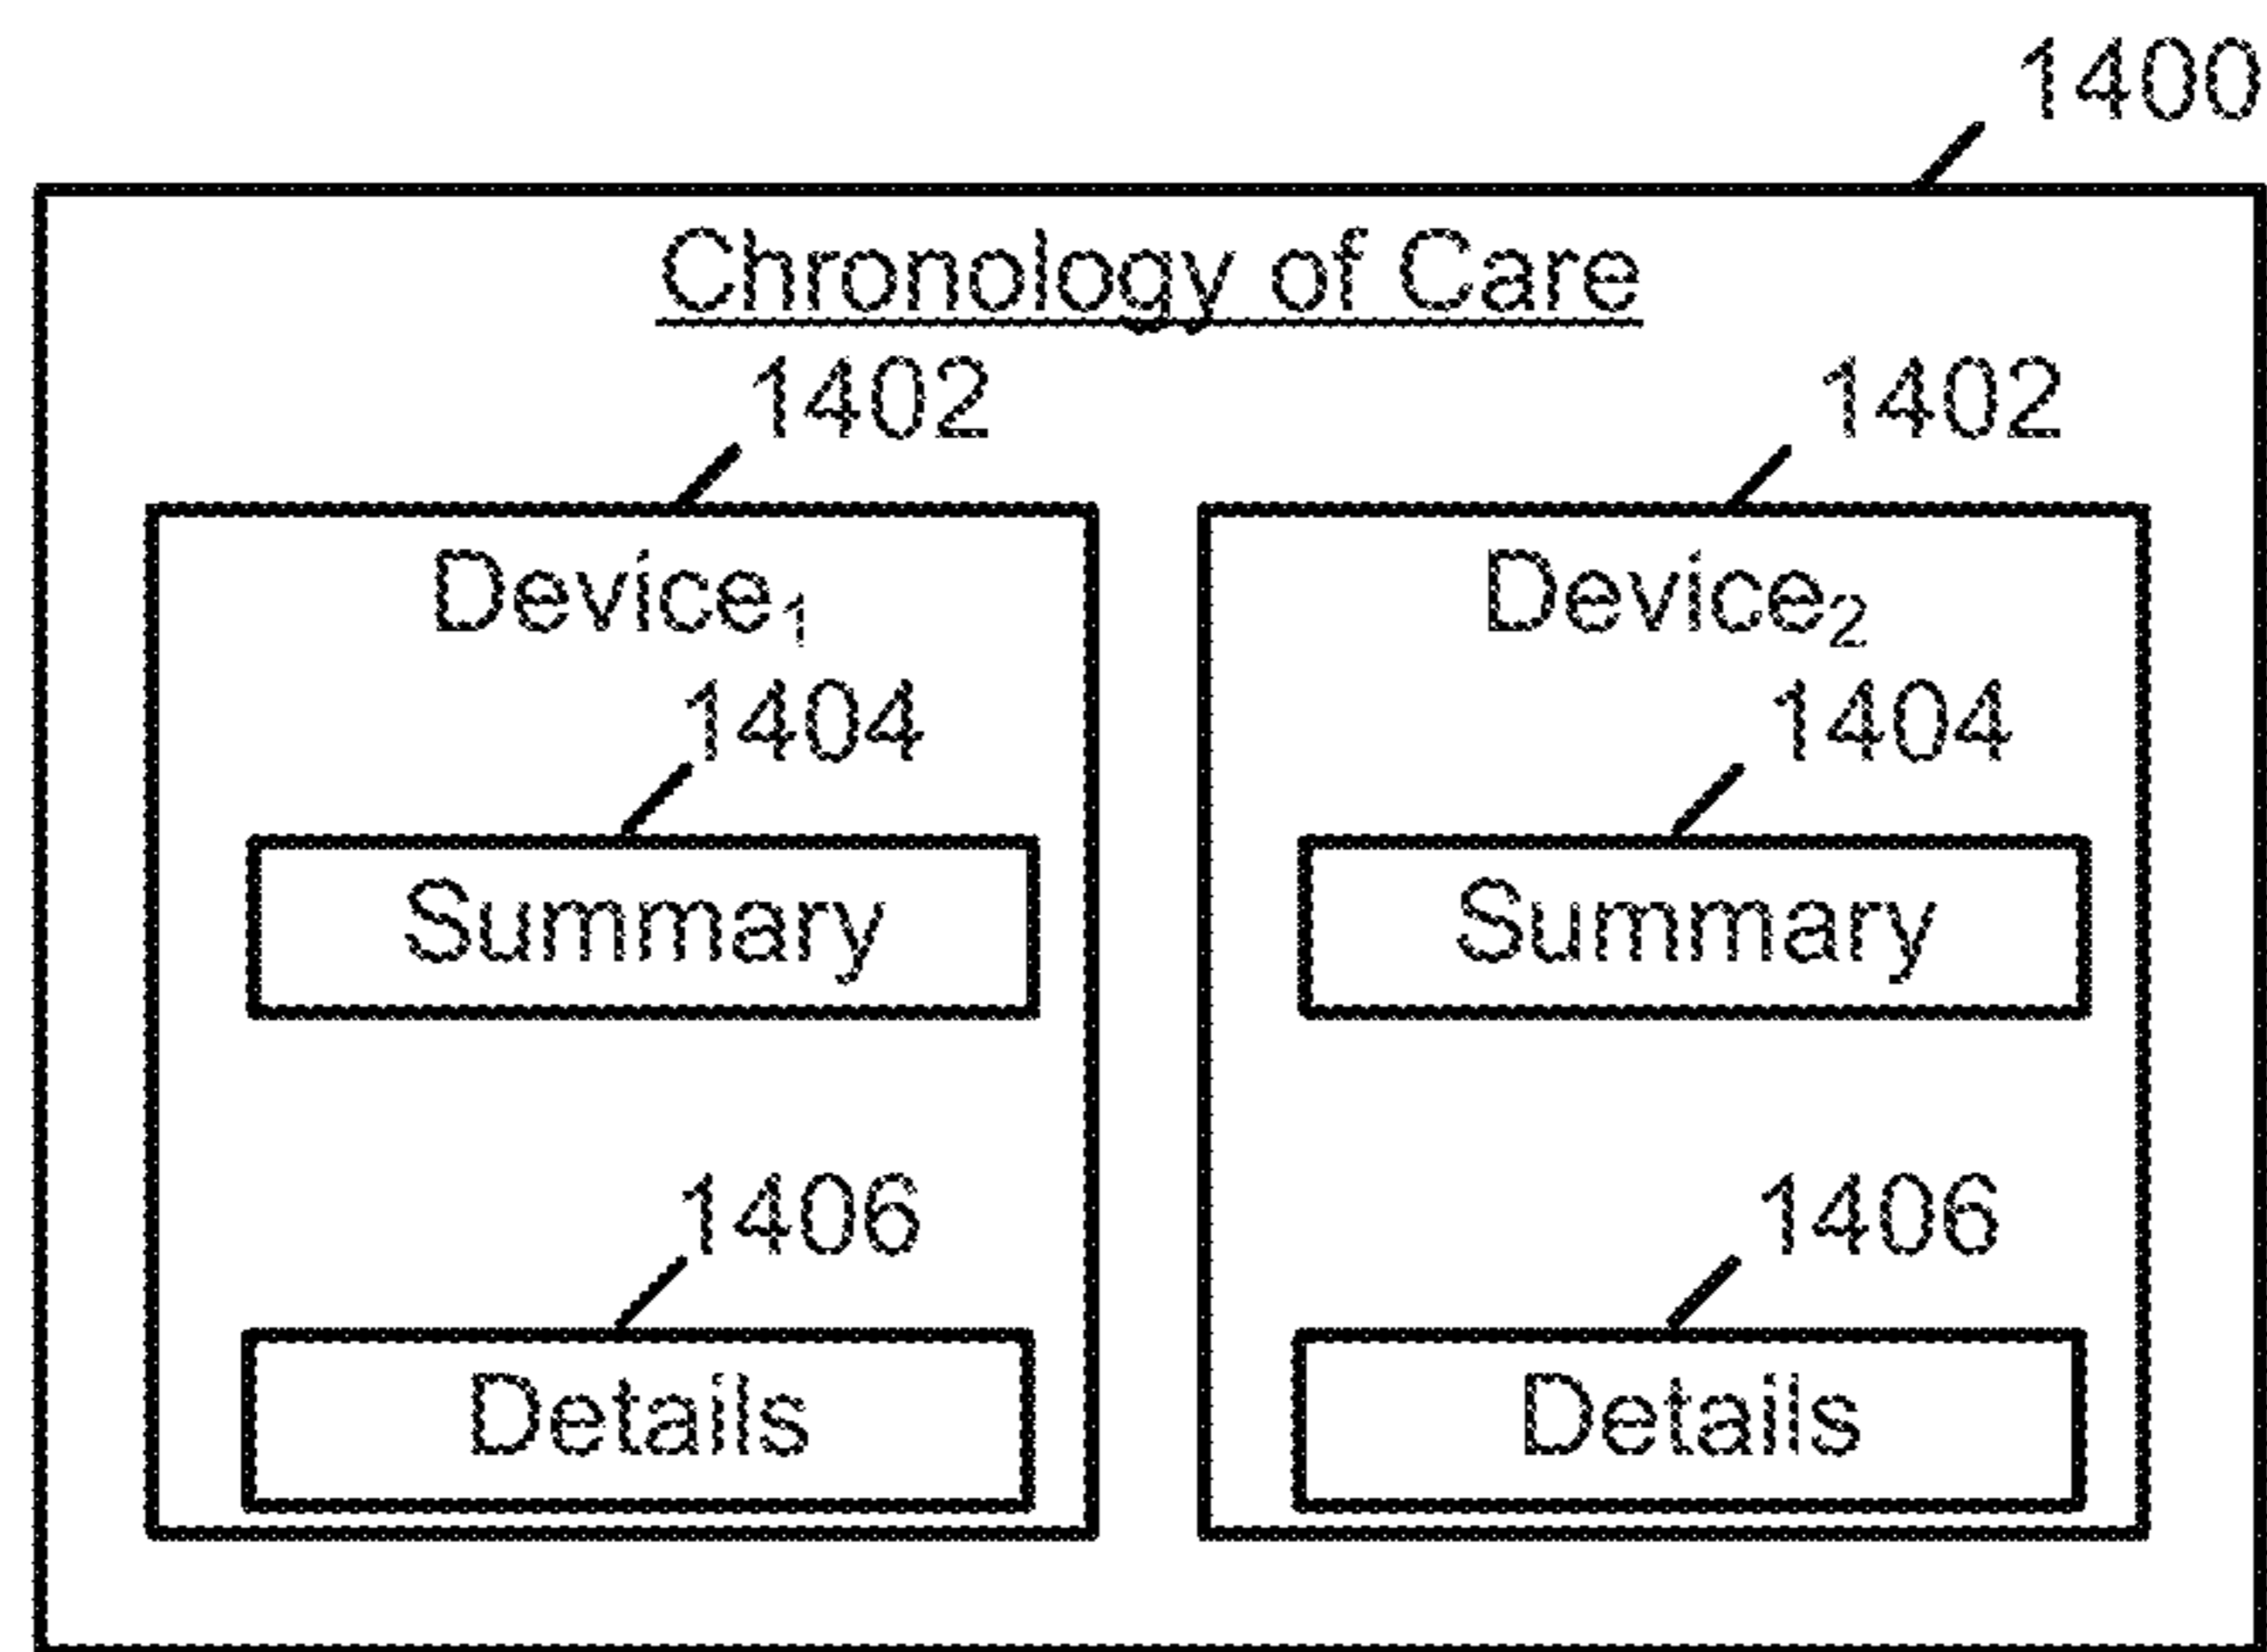 1400
Chronology of Care
1402 1402
Device₁ Device₂
1404 1404
Summary Summary
1406 1406
Details Details